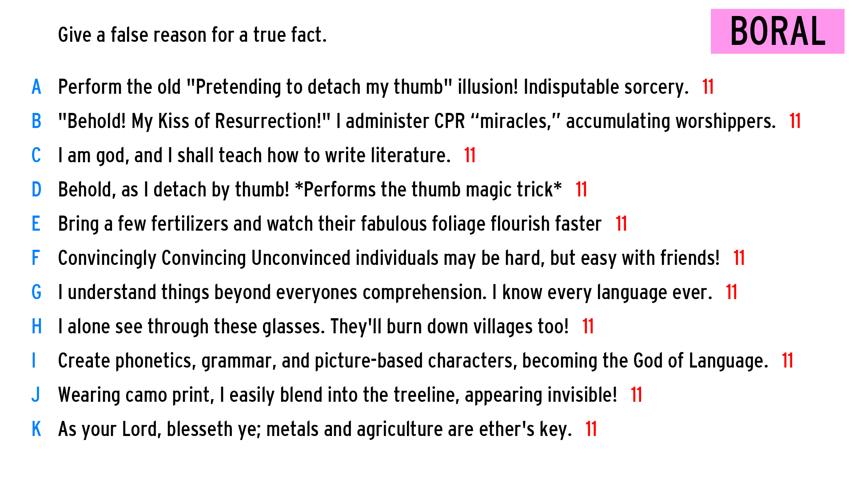 Give a false reason for a true fact.
BORAL
A Perform the old "Pretending to detach my thumb" illusion! Indisputable sorcery. 11
B "Behold! My Kiss of Resurrection!" I administer CPR “miracles,” accumulating worshippers. 11
C I am god, and I shall teach how to write literature. 11
D Behold, as I detach by thumb! *Performs the thumb magic trick* 11
E Bring a few fertilizers and watch their fabulous foliage flourish faster 11
F Convincingly Convincing Unconvinced individuals may be hard, but easy with friends! 11
G I understand things beyond everyones comprehension. I know every language ever. 11
H I alone see through these glasses. They'll burn down villages too! 11
I Create phonetics, grammar, and picture-based characters, becoming the God of Language. 11
J Wearing camo print, I easily blend into the treeline, appearing invisible! 11
K As your Lord, blesseth ye; metals and agriculture are ether's key. 11